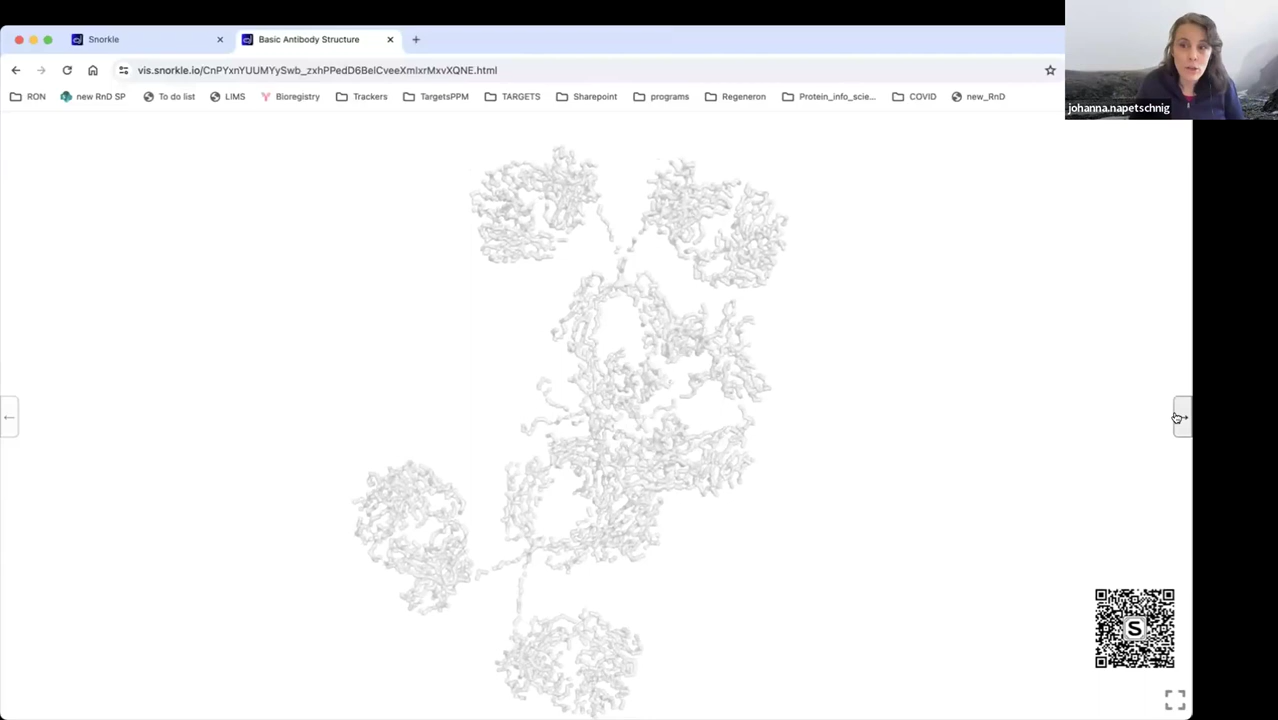 Snorkle
Basic Antibody Structure
vis.snorkle.io/CnPYxnYUUMYySwb_zxhPPedD6BelCveeXmlxrMxvXQNE.html
RON
new RnD SP
To do list
LIMS
Bioregistry
Trackers
TargetsPPM
TARGETS
Sharepoint
programs
Regeneron
Protein_info_scie...
COVID
new_RnD
johanna.napetschnig
S